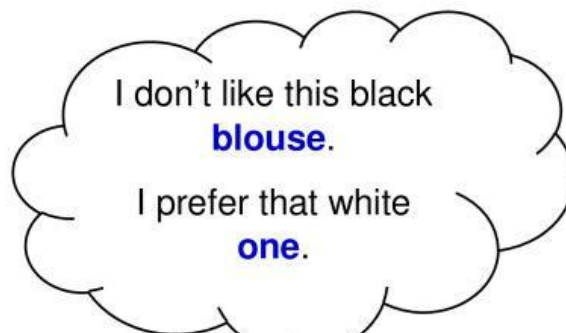 I don't like this black
blouse.
I prefer that white
one.